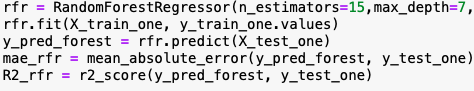 rfr = RandomForestRegressor(n_estimators=15,max_depth=7,
rfr.fit(X_train_one, y_train_one.values)
y_pred_forest = rfr.predict(X_test_one)
mae_rfr = mean_absolute_error(y_pred_forest, y_test_one)
R2_rfr = r2_score(y_pred_forest, y_test_one)